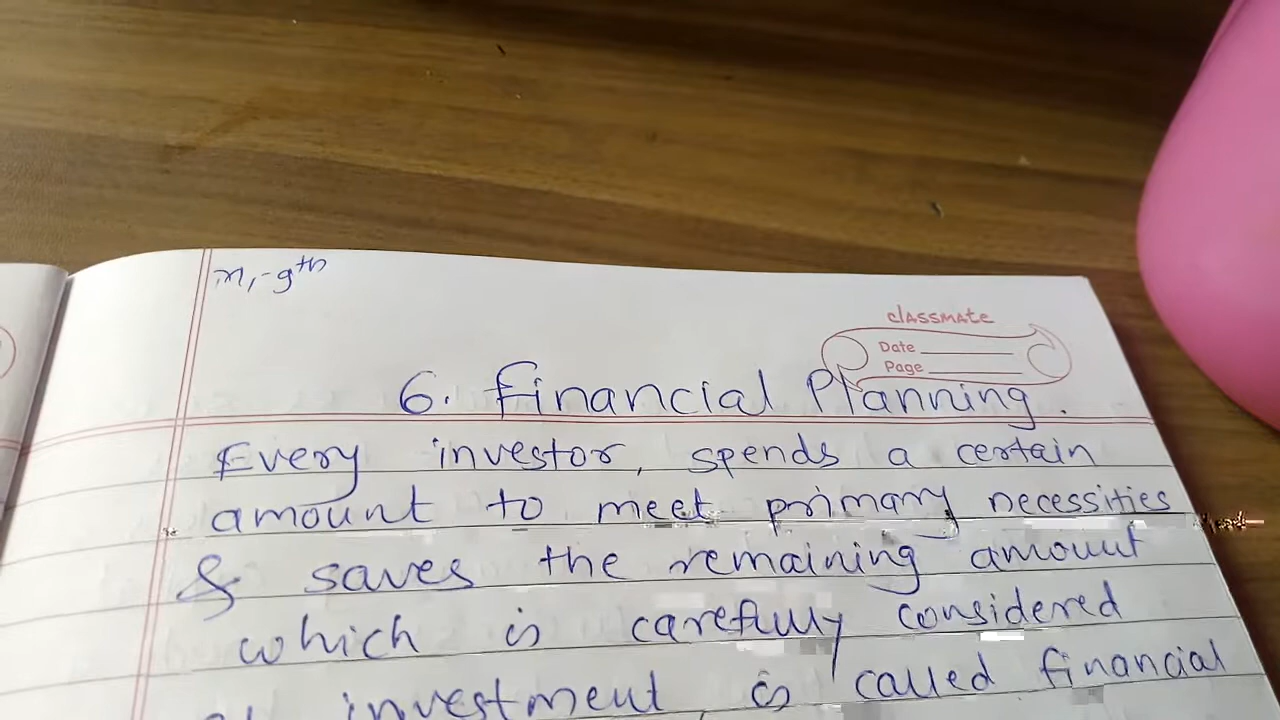 m,-9th
classmate
Date
Page
6. Financial Planning.
Every investor, spends a certain
amount to meet primary necessities
& saves the remaining amount
which is carefully considered
investment, is called financial